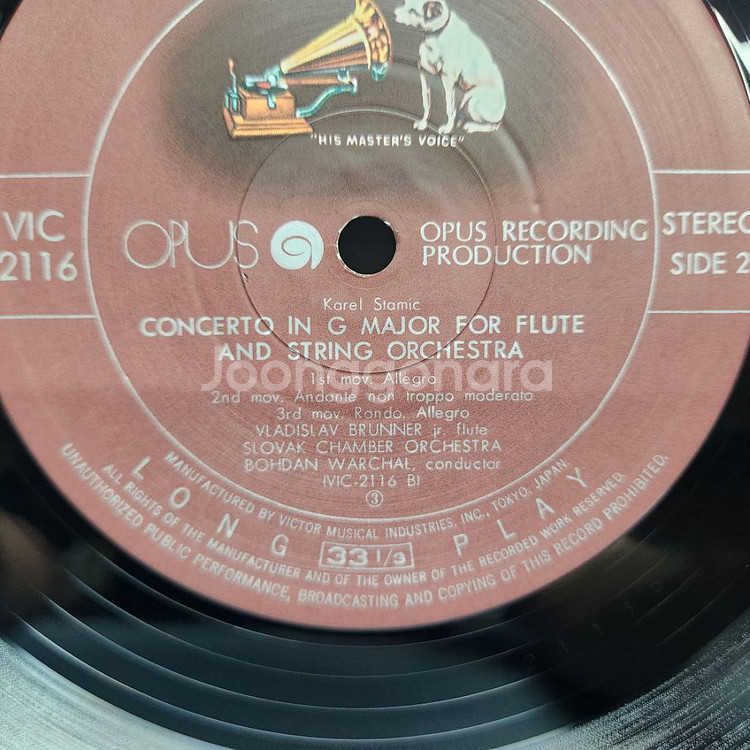 "HIS MASTER'S VOICE"
VIC
2116
OPUS
OPUS RECORDING
PRODUCTION
STEREO
SIDE 2
Karel Stamic
CONCERTO IN G MAJOR FOR FLUTE
AND STRING ORCHESTRA
Joonggonara
1st mov. Allegro
2nd mov. Andante non troppo moderato
3rd mov. Rondo. Allegro
VLADISLAV BRUNNER jr. flute
SLOVAK CHAMBER ORCHESTRA
BOHDAN WARCHAL, conductor
(VIC-2116 B)
③
MANUFACTURED BY VICTOR MUSICAL INDUSTRIES, INC., TOKYO, JAPAN.
LONG 33 1/3 PLAY
ALL RIGHTS OF THE MANUFACTURER AND OF THE OWNER OF THE RECORDED WORK RESERVED.
UNAUTHORIZED PUBLIC PERFORMANCE, BROADCASTING AND COPYING OF THIS RECORD PROHIBITED.